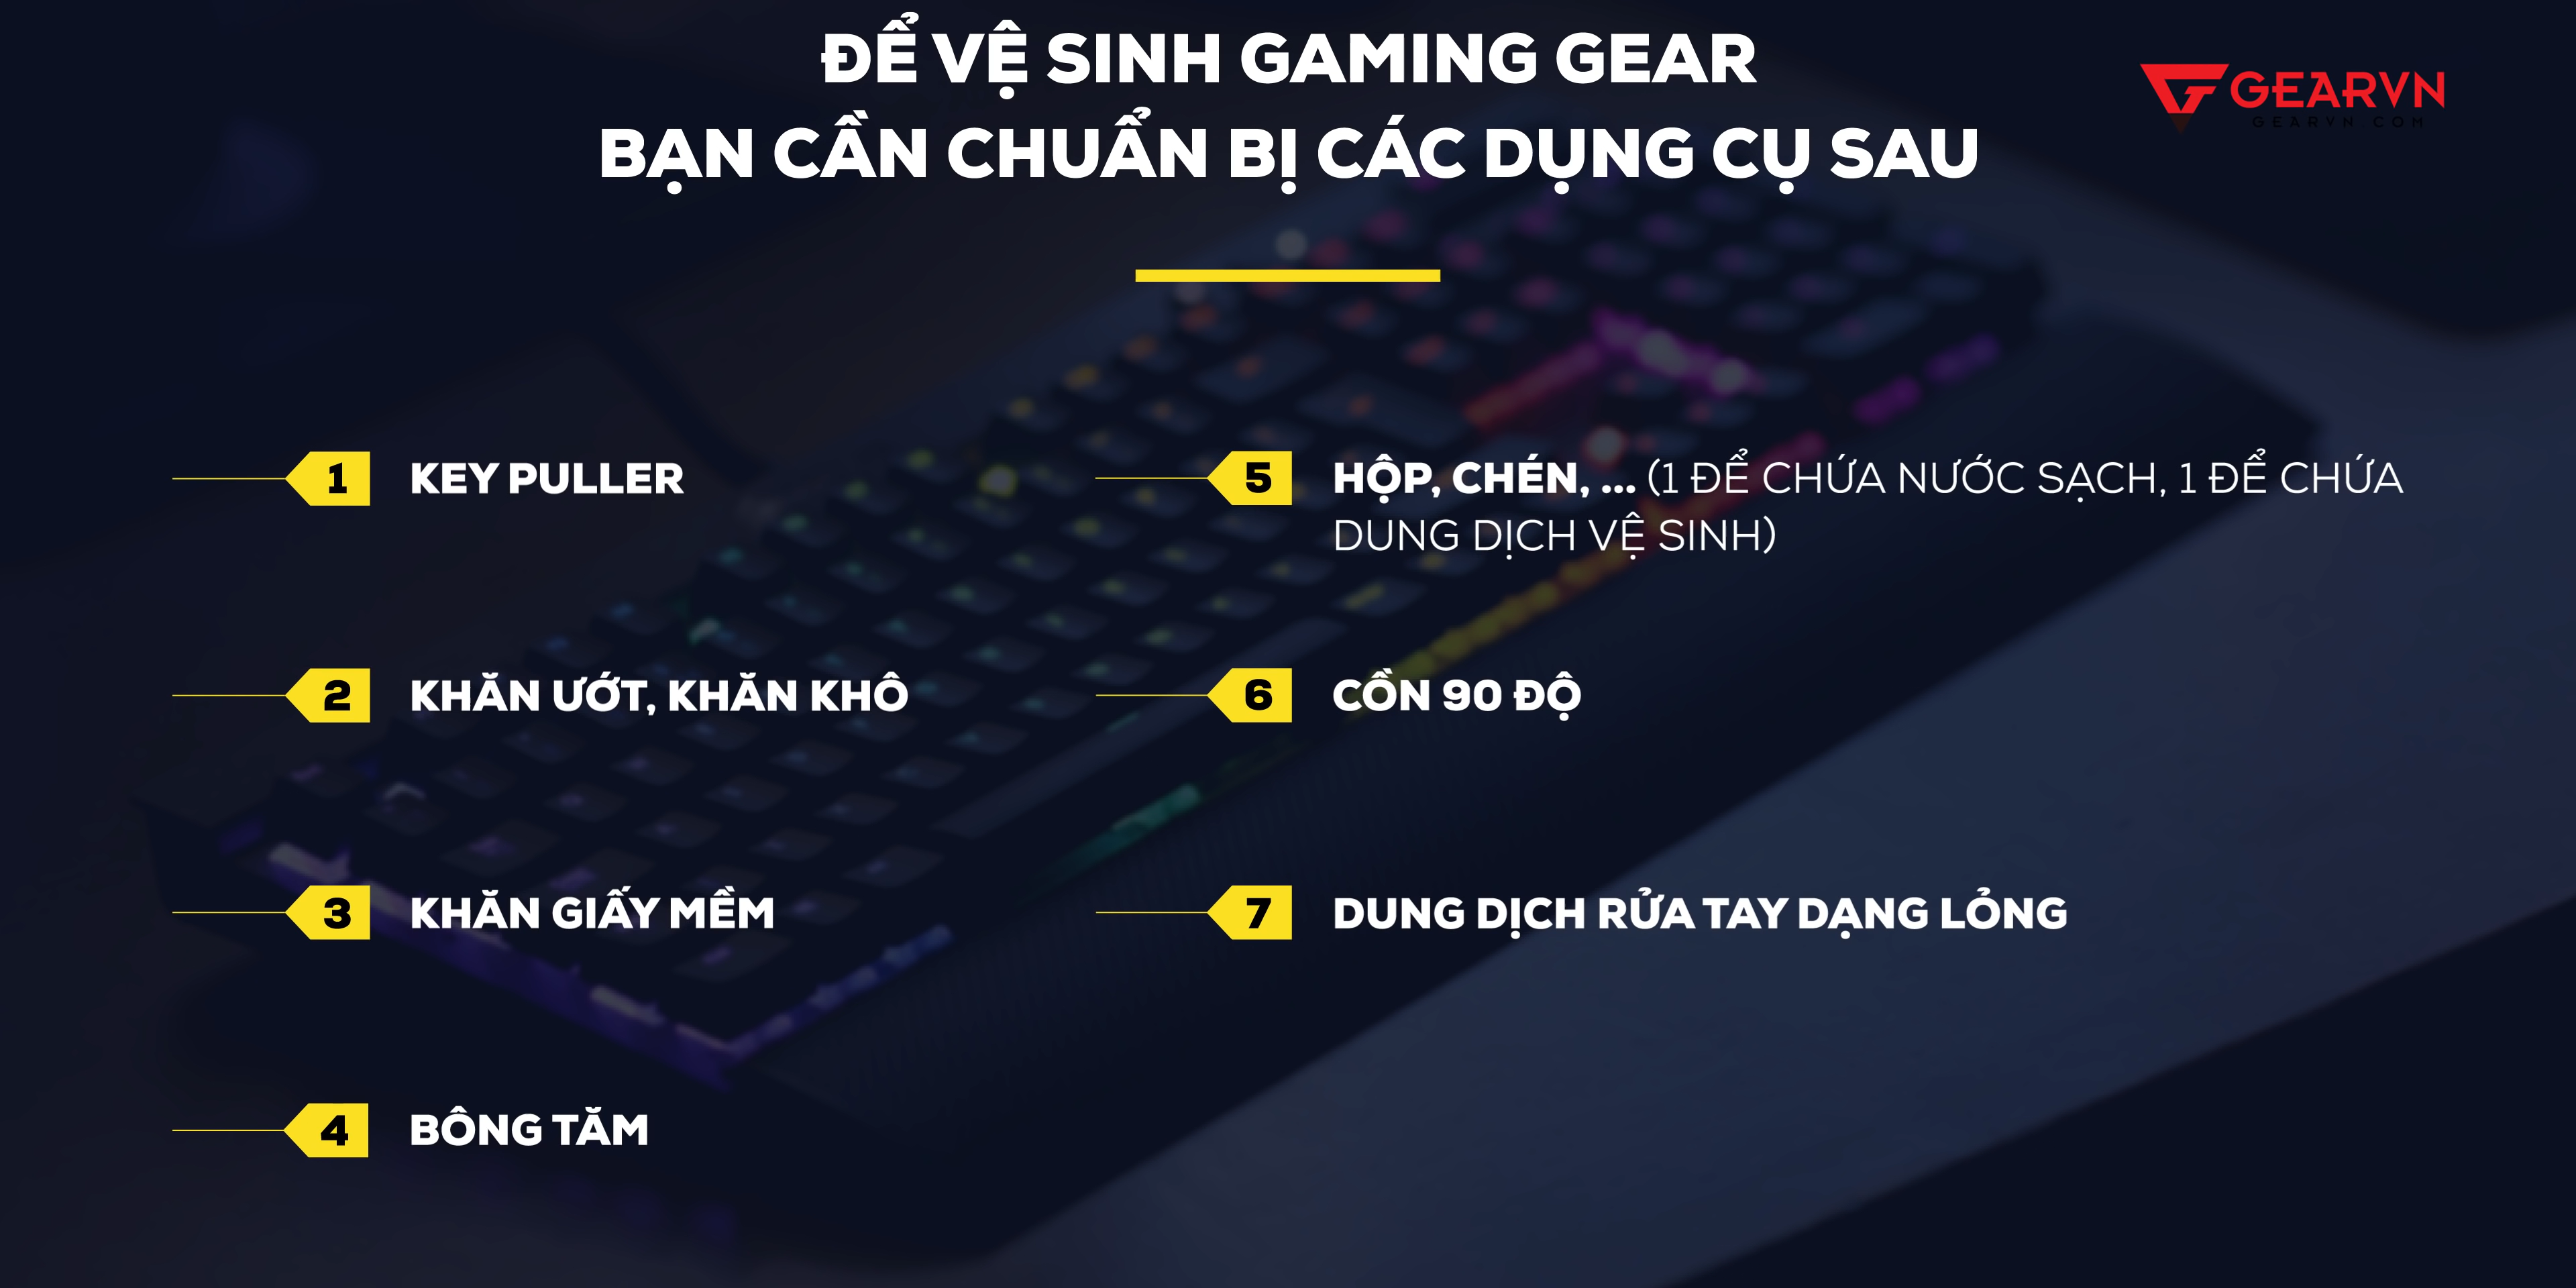 ĐỂ VỆ SINH GAMING GEAR
BẠN CẦN CHUẨN BỊ CÁC DỤNG CỤ SAU
GEARVN
GEARVN.COM
1 KEY PULLER
2 KHĂN ƯỚT, KHĂN KHÔ
3 KHĂN GIẤY MỀM
4 BÔNG TĂM
5 HỘP, CHÉN, ... (1 ĐỂ CHỨA NƯỚC SẠCH, 1 ĐỂ CHỨA
DUNG DỊCH VỆ SINH)
6 CỒN 90 ĐỘ
7 DUNG DỊCH RỬA TAY DẠNG LỎNG